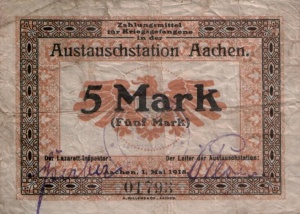 Zahlungsmittel
für Kriegsgefangene
in der
Austauschstation Aachen.
5 Mark
(Fünf Mark)
Der Lazarett-Inspektor: Der Leiter der Austauschstation:
Aachen, 1. Mai 1918.
01793